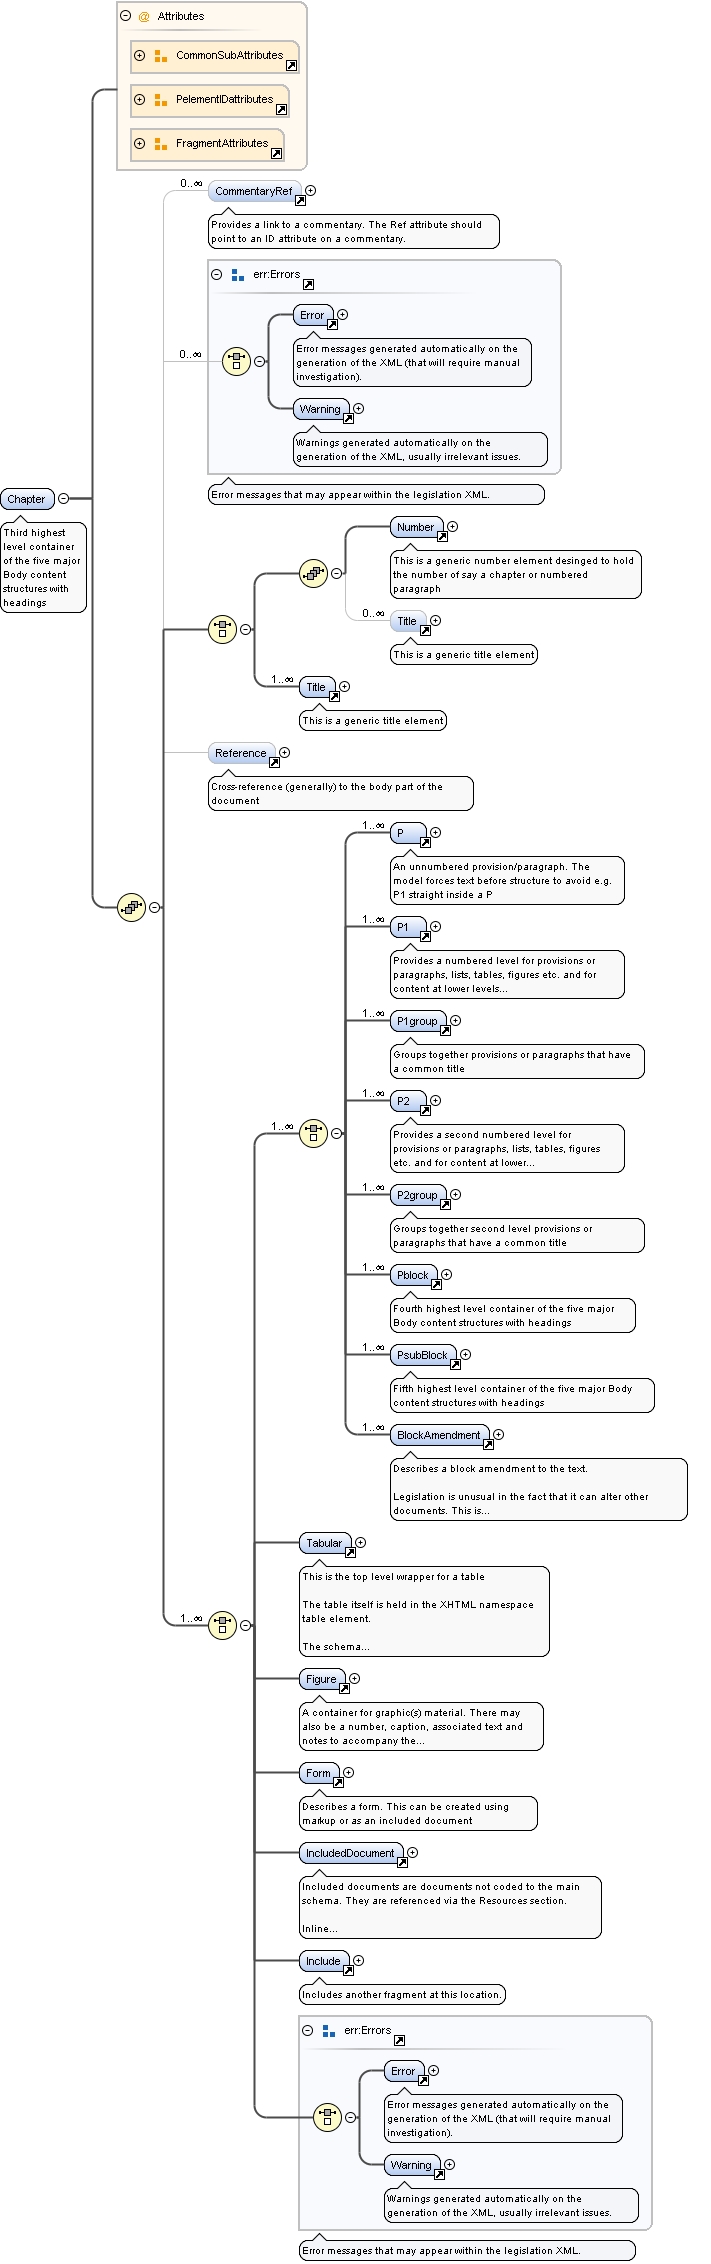 Attributes
CommonSubAttributes
PelementIDattributes
FragmentAttributes
0..∞
CommentaryRef
Provides a link to a commentary. The Ref attribute should
point to an ID attribute on a commentary.
err:Errors
Error
Error messages generated automatically on the
generation of the XML (that will require manual
investigation).
0..∞
Warning
Warnings generated automatically on the
generation of the XML, usually irrelevant issues.
Error messages that may appear within the legislation XML.
Chapter
Third highest
level container
of the five major
Body content
structures with
headings
Number
This is a generic number element desinged to hold
the number of say a chapter or numbered
paragraph
0..∞
Title
This is a generic title element
1..∞
Title
This is a generic title element
Reference
Cross-reference (generally) to the body part of the
document
1..∞
P
An unnumbered provision/paragraph. The
model forces text before structure to avoid e.g.
P1 straight inside a P
1..∞
P1
Provides a numbered level for provisions or
paragraphs, lists, tables, figures etc. and for
content at lower levels...
1..∞
P1group
Groups together provisions or paragraphs that have
a common title
1..∞
P2
1..∞
Provides a second numbered level for
provisions or paragraphs, lists, tables, figures
etc. and for content at lower...
1..∞
P2group
Groups together second level provisions or
paragraphs that have a common title
1..∞
Pblock
Fourth highest level container of the five major
Body content structures with headings
1..∞
PsubBlock
Fifth highest level container of the five major Body
content structures with headings
1..∞
BlockAmendment
Describes a block amendment to the text.
Legislation is unusual in the fact that it can alter other
documents. This is...
Tabular
This is the top level wrapper for a table
The table itself is held in the XHTML namespace
table element.
1..∞
The schema...
Figure
A container for graphic(s) material. There may
also be a number, caption, associated text and
notes to accompany the...
Form
Describes a form. This can be created using
markup or as an included document
IncludedDocument
Included documents are documents not coded to the main
schema. They are referenced via the Resources section.
Inline...
Include
Includes another fragment at this location.
err:Errors
Error
Error messages generated automatically on the
generation of the XML (that will require manual
investigation).
Warning
Warnings generated automatically on the
generation of the XML, usually irrelevant issues.
Error messages that may appear within the legislation XML.